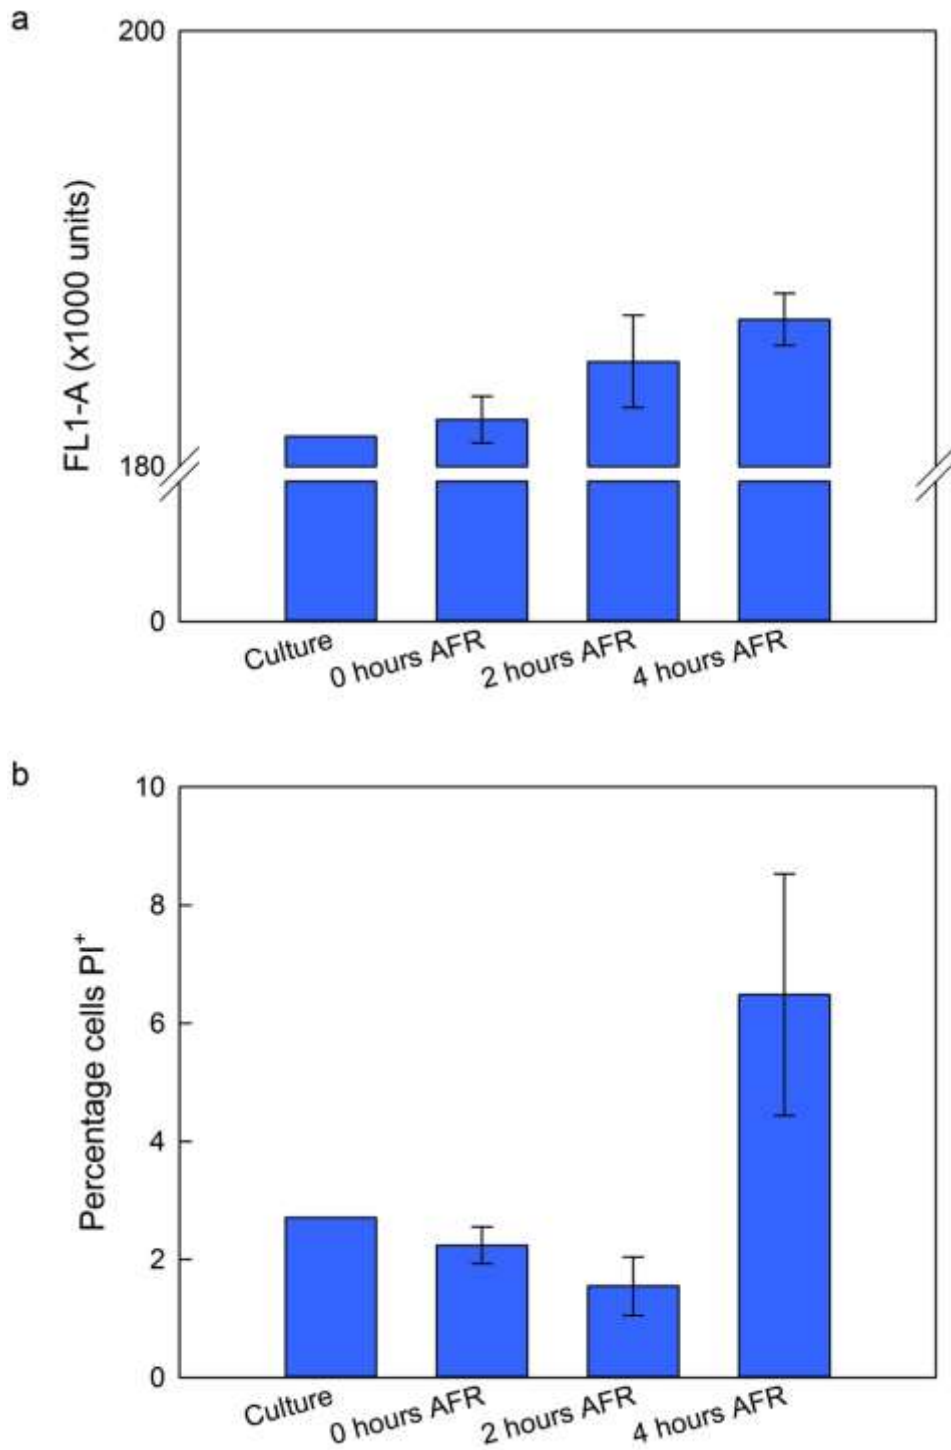 a
200
FL1-A (x1000 units)
180
0
Culture
0 hours AFR
2 hours AFR
4 hours AFR
b
10
8
Percentage cells PI⁺
6
4
2
0
Culture
0 hours AFR
2 hours AFR
4 hours AFR